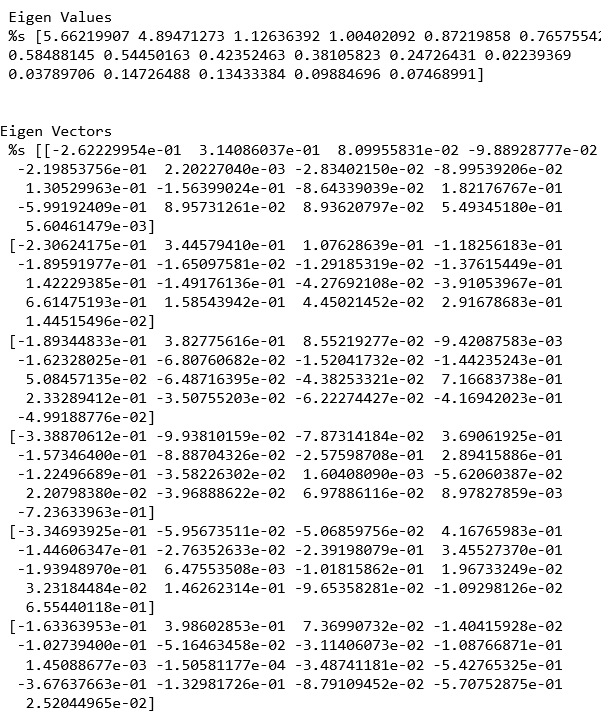 Eigen Values
%s [5.66219907 4.89471273 1.12636392 1.00402092 0.87219858 0.76575542
0.58488145 0.54450163 0.42352463 0.38105823 0.24726431 0.02239369
0.03789706 0.14726488 0.13433384 0.09884696 0.07468991]
Eigen Vectors
%s [[-2.62229954e-01 3.14086037e-01 8.09955831e-02 -9.88928777e-02
-2.19853756e-01 2.20227040e-03 -2.83402150e-02 -8.99539206e-02
1.30529963e-01 -1.56399024e-01 -8.64339039e-02 1.82176767e-01
-5.99192409e-01 8.95731261e-02 8.93620797e-02 5.49345180e-01
5.60461479e-03]
[-2.30624175e-01 3.44579410e-01 1.07628639e-01 -1.18256183e-01
-1.89591977e-01 -1.65097581e-02 -1.29185319e-02 -1.37615449e-01
1.42229385e-01 -1.49176136e-01 -4.27692108e-02 -3.91053967e-01
6.61475193e-01 1.58543942e-01 4.45021452e-02 2.91678683e-01
1.44515496e-02]
[-1.89344833e-01 3.82775616e-01 8.55219277e-02 -9.42087583e-03
-1.62328025e-01 -6.80760682e-02 -1.52041732e-02 -1.44235243e-01
5.08457135e-02 -6.48716395e-02 -4.38253321e-02 7.16683738e-01
2.33289412e-01 -3.50755203e-02 -6.22274427e-02 -4.16942023e-01
-4.99188776e-02]
[-3.38870612e-01 -9.93810159e-02 -7.87314184e-02 3.69061925e-01
-1.57346400e-01 -8.88704326e-02 -2.57598708e-01 2.89415886e-01
-1.22496689e-01 -3.58226302e-02 1.60408090e-03 -5.62060387e-02
2.20798380e-02 -3.96888622e-02 6.97886116e-02 8.97827859e-03
-7.23633963e-01]
[-3.34693925e-01 -5.95673511e-02 -5.06859756e-02 4.16765983e-01
-1.44606347e-01 -2.76352633e-02 -2.39198079e-01 3.45527370e-01
-1.93948970e-01 6.47553508e-03 -1.01815862e-01 1.96733249e-02
3.23184484e-02 1.46262314e-01 -9.65358281e-02 -1.09298126e-02
6.55440118e-01]
[-1.63363953e-01 3.98602853e-01 7.36990732e-02 -1.40415928e-02
-1.02739400e-01 -5.16463458e-02 -3.11406073e-02 -1.08766871e-01
1.45088677e-03 -1.50581177e-04 -3.48741181e-02 -5.42765325e-01
-3.67637663e-01 -1.32981726e-01 -8.79109452e-02 -5.70752875e-01
2.52044965e-02]